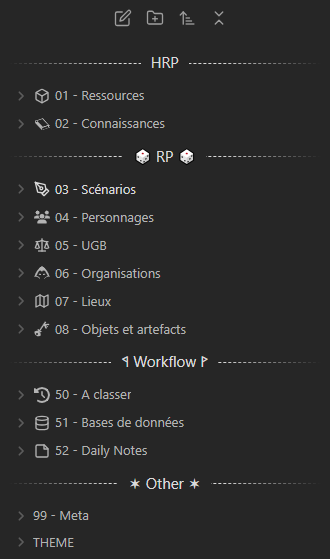 HRP
01 - Ressources
02 - Connaissances
RP
03 - Scénarios
04 - Personnages
05 - UGB
06 - Organisations
07 - Lieux
08 - Objets et artefacts
Workflow
50 - A classer
51 - Bases de données
52 - Daily Notes
✶ Other ✶
99 - Meta
THEME